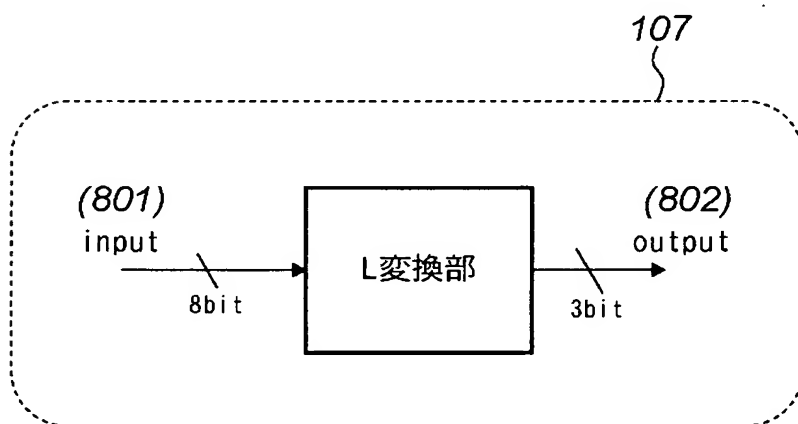 107
(801)
input
8bit
L変換部
(802)
output
3bit